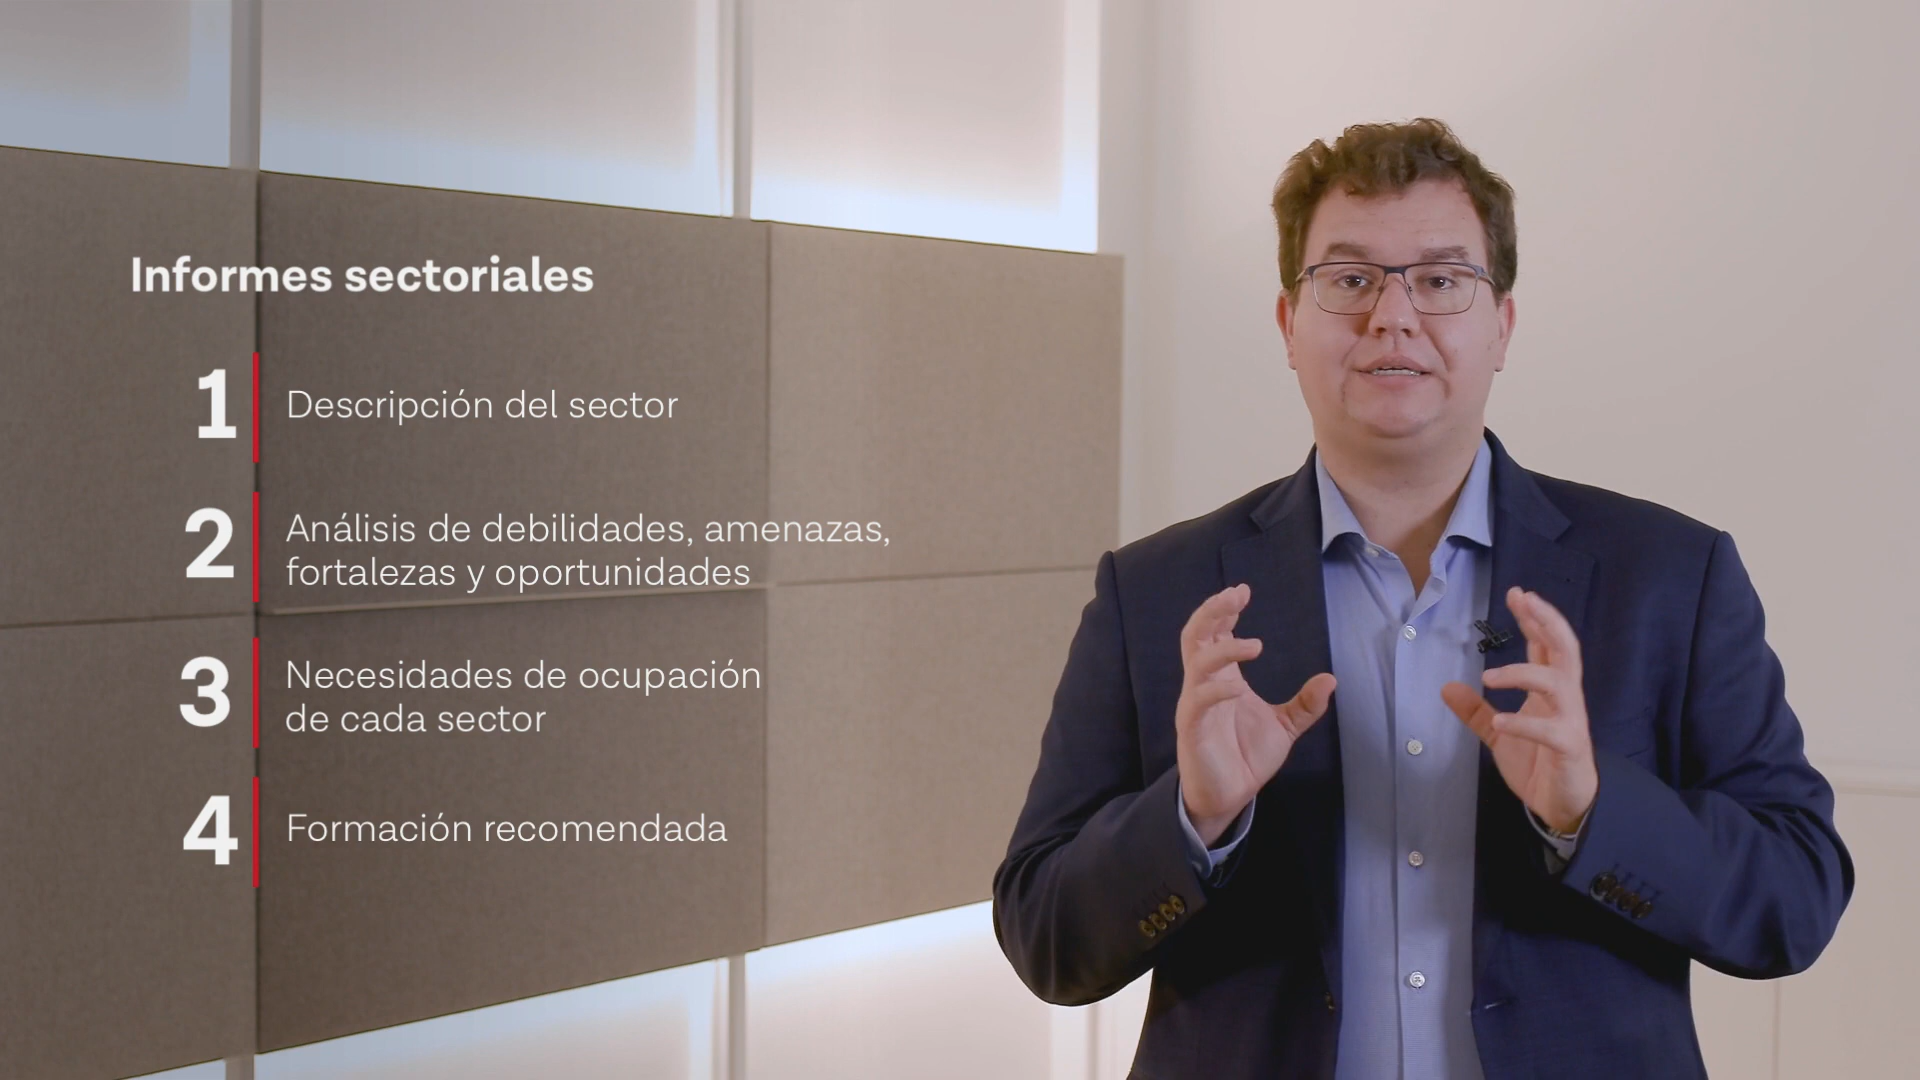 Informes sectoriales
1 Descripción del sector
2 Análisis de debilidades, amenazas,
fortalezas y oportunidades
3 Necesidades de ocupación
de cada sector
4 Formación recomendada